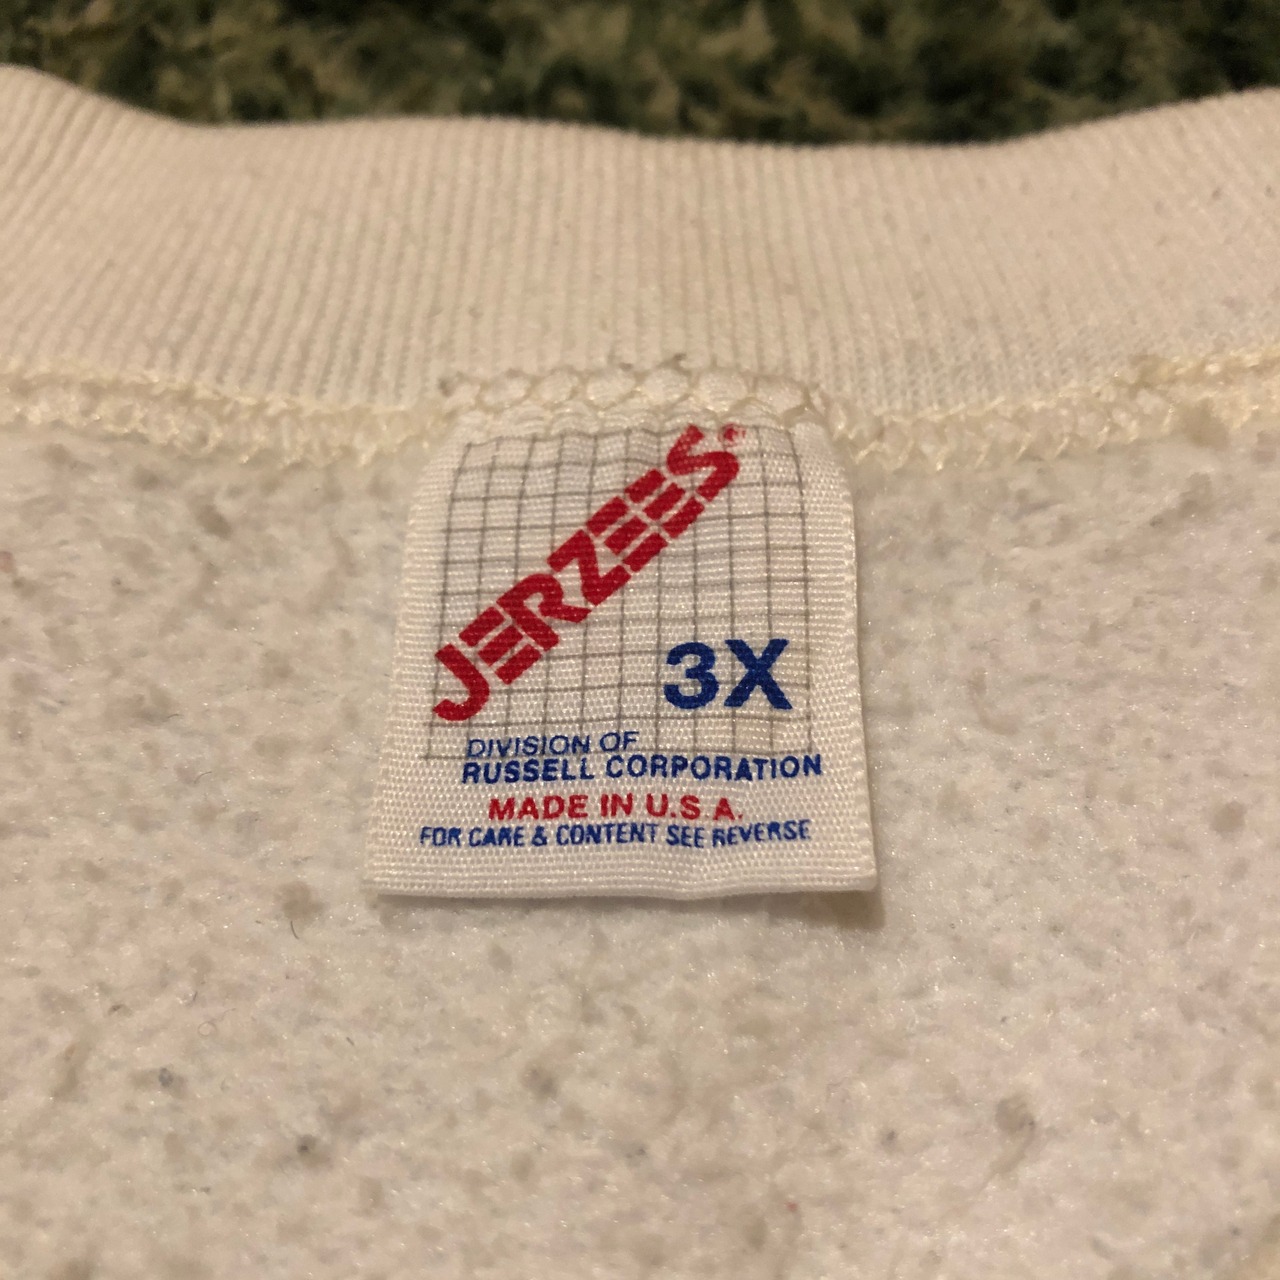 JERZEES®
3X
DIVISION OF
RUSSELL CORPORATION
MADE IN U.S.A.
FOR CARE & CONTENT SEE REVERSE